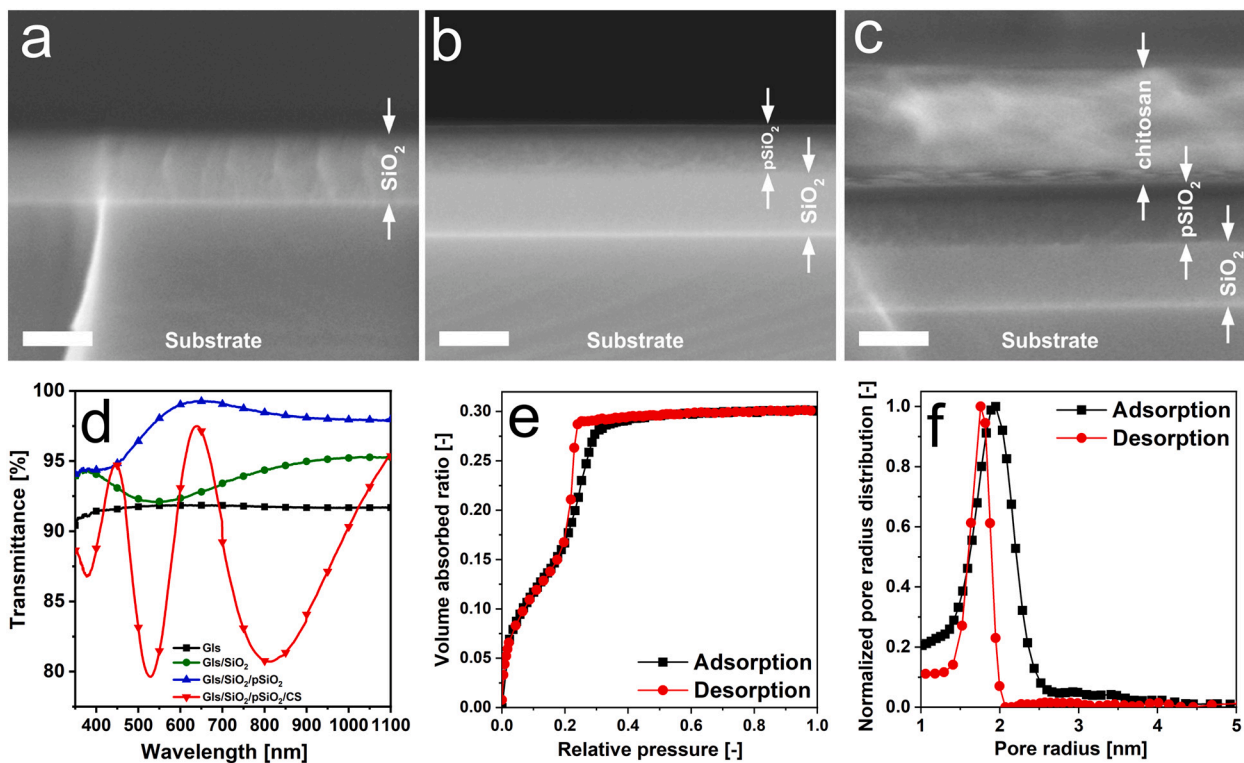 a
SiO₂
Substrate
b
pSiO₂
SiO₂
Substrate
c
chitosan
pSiO₂
SiO₂
Substrate
d
100
95
90
85
80
Transmittance [%]
Gls
Gls/SiO₂
Gls/SiO₂/pSiO₂
Gls/SiO₂/pSiO₂/CS
400 500 600 700 800 900 1000 1100
Wavelength [nm]
e
0.30
0.25
0.20
0.15
0.10
0.05
0.00
Volume absorbed ratio [-]
Adsorption
Desorption
0.0 0.2 0.4 0.6 0.8 1.0
Relative pressure [-]
f
1.0
0.8
0.6
0.4
0.2
0.0
Normalized pore radius distribution [-]
Adsorption
Desorption
1 2 3 4 5
Pore radius [nm]